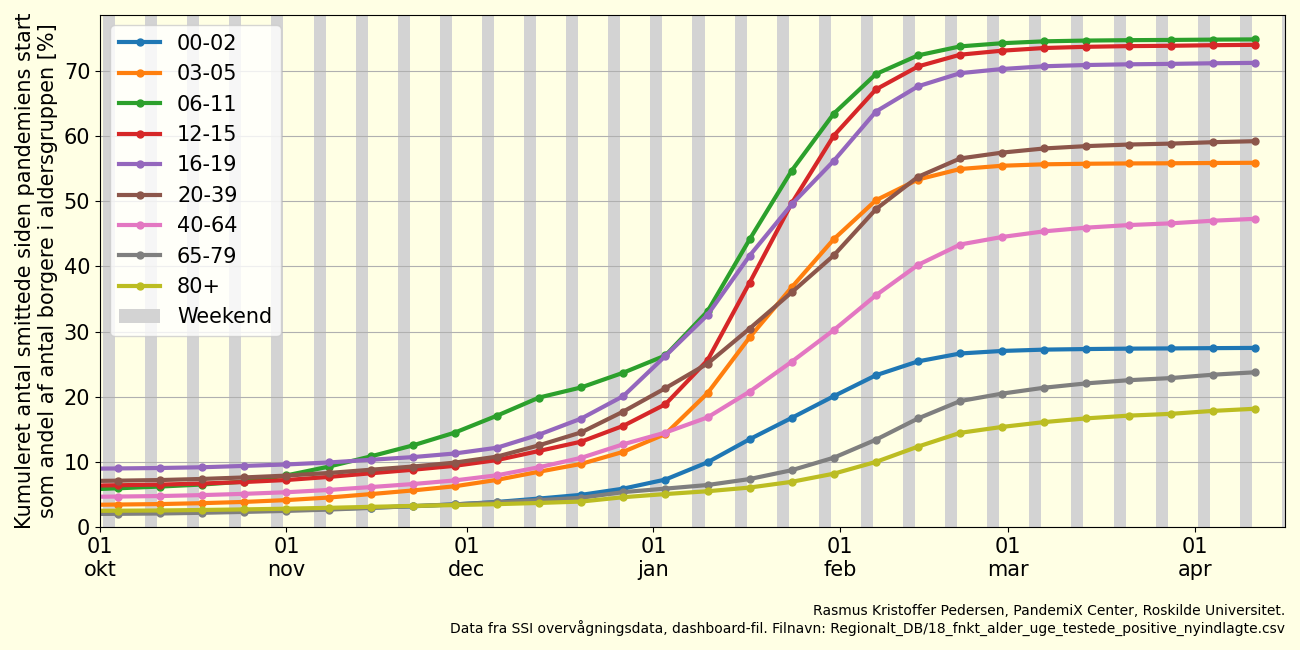 Kumuleret antal smittede siden pandemiens start
som andel af antal borgere i aldersgruppen [%]
70
60
50
40
30
20
10
0
00-02
03-05
06-11
12-15
16-19
20-39
40-64
65-79
80+
Weekend
01 01 01 01 01 01 01
okt nov dec jan feb mar apr
Rasmus Kristoffer Pedersen, PandemiX Center, Roskilde Universitet.
Data fra SSI overvågningsdata, dashboard-fil. Filnavn: Regionalt_DB/18_fnkt_alder_uge_testede_positive_nyindlagte.csv